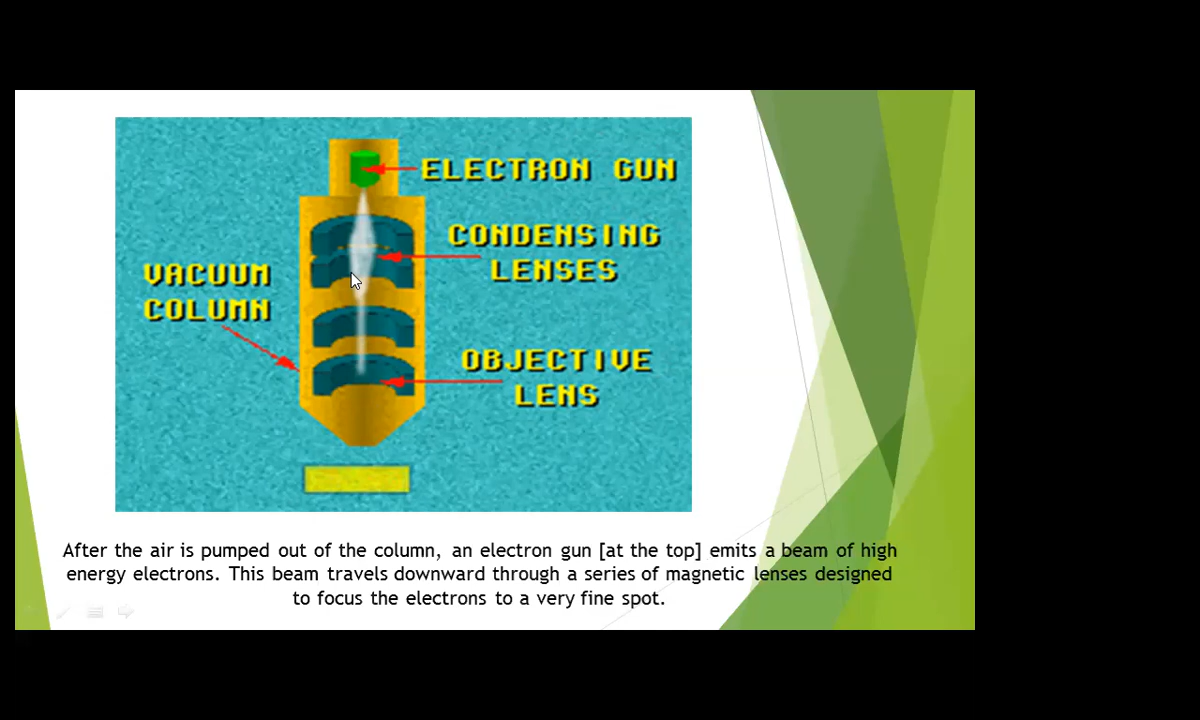 ELECTRON GUN
CONDENSING
LENSES
VACUUM
COLUMN
OBJECTIVE
LENS
After the air is pumped out of the column, an electron gun [at the top] emits a beam of high
energy electrons. This beam travels downward through a series of magnetic lenses designed
to focus the electrons to a very fine spot.